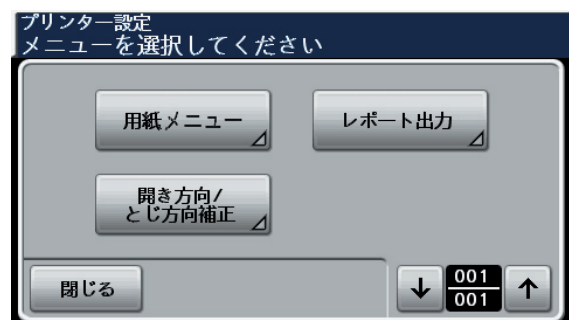 プリンター設定
メニューを選択してください
用紙メニュー
レポート出力
開き方向/
とじ方向補正
閉じる
↓
001
001
↑